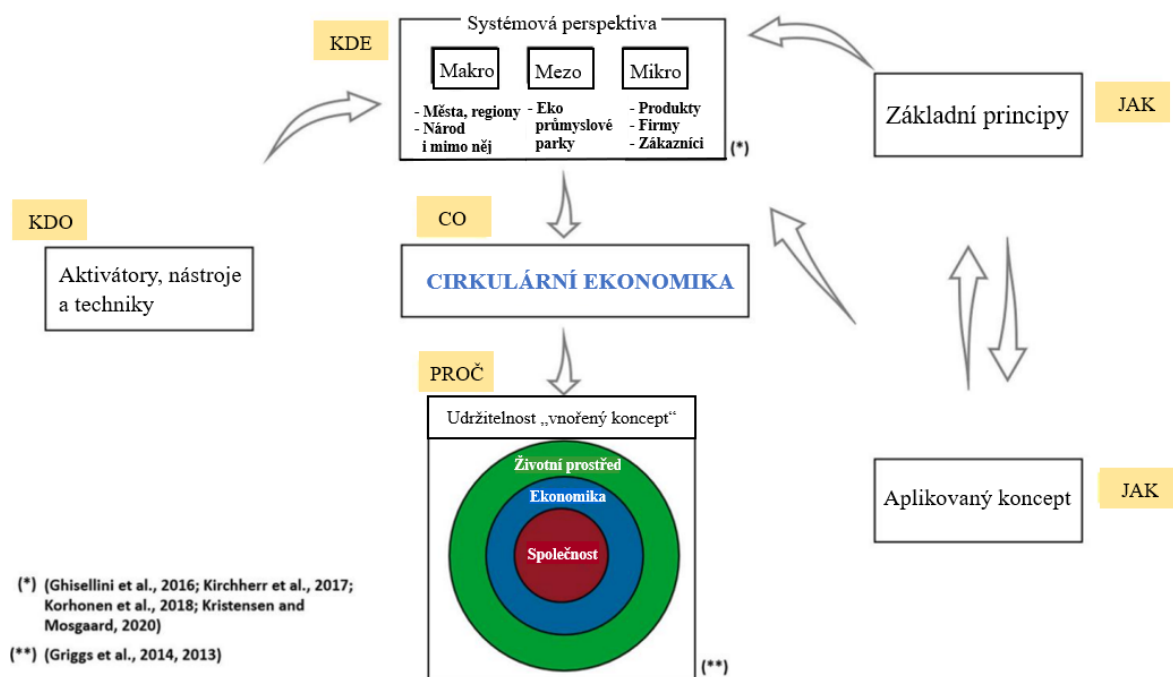 Systémová perspektiva
KDE
Makro
Mezo
Mikro
- Města, regiony
- Národ
i mimo něj
- Eko
průmyslové
parky
- Produkty
- Firmy
- Zákazníci
(*)
Základní principy
JAK
KDO
Aktivátory, nástroje
a techniky
CO
CIRKULÁRNÍ EKONOMIKA
PROČ
Udržitelnost „vnořený koncept“
Životní prostřed
Ekonomika
Společnost
(**)
Aplikovaný koncept
JAK
(*) (Ghisellini et al., 2016; Kirchherr et al., 2017;
Korhonen et al., 2018; Kristensen and
Mosgaard, 2020)
(**) (Griggs et al., 2014, 2013)